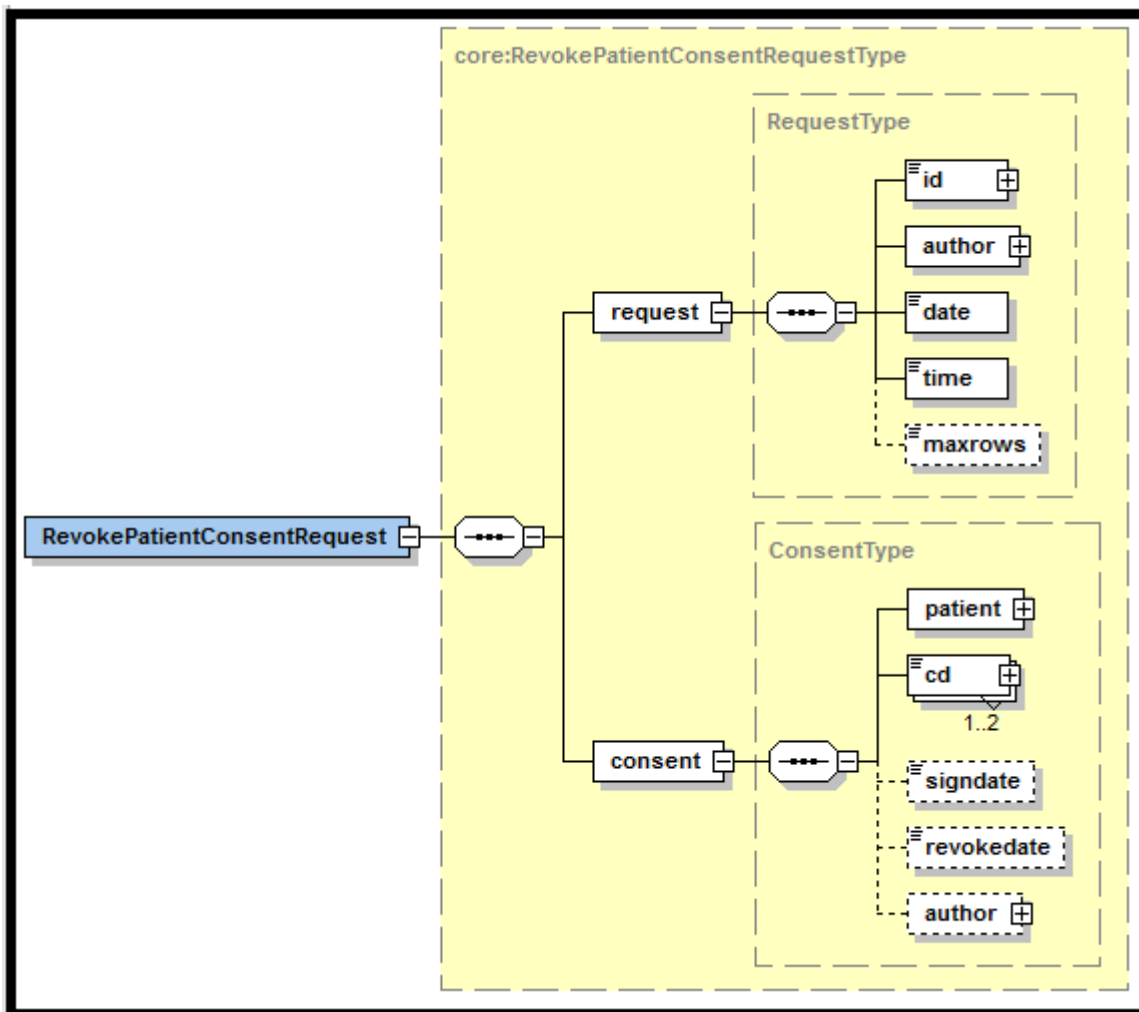 core:RevokePatientConsentRequestType
RequestType
id
author
date
time
maxrows
request
RevokePatientConsentRequest
ConsentType
patient
cd
1..2
consent
signdate
revokedate
author